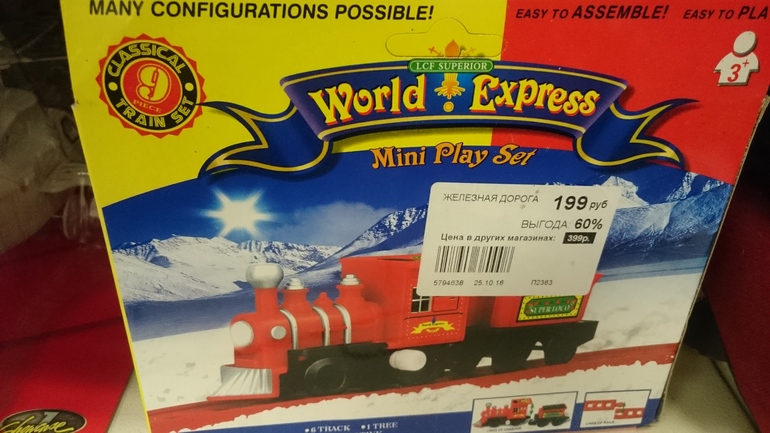 MANY CONFIGURATIONS POSSIBLE!
EASY TO ASSEMBLE! EASY TO PLA
CLASSICAL
9
PIECE
TRAIN SET
LCF SUPERIOR
World Express
Mini Play Set
3+
ЖЕЛЕЗНАЯ ДОРОГА 199 руб
ВЫГОДА: 60%
Цена в других магазинах: 399р.
5794638 25.10.16 П2363
SUPER LOCO
• 6 TRACK • 1 TREE